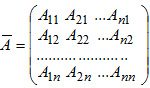 A̅ = ( A₁₁ A₂₁ ...Aₙ₁
A₁₂ A₂₂ ...Aₙ₂
........................
A₁ₙ A₂ₙ ...Aₙₙ )